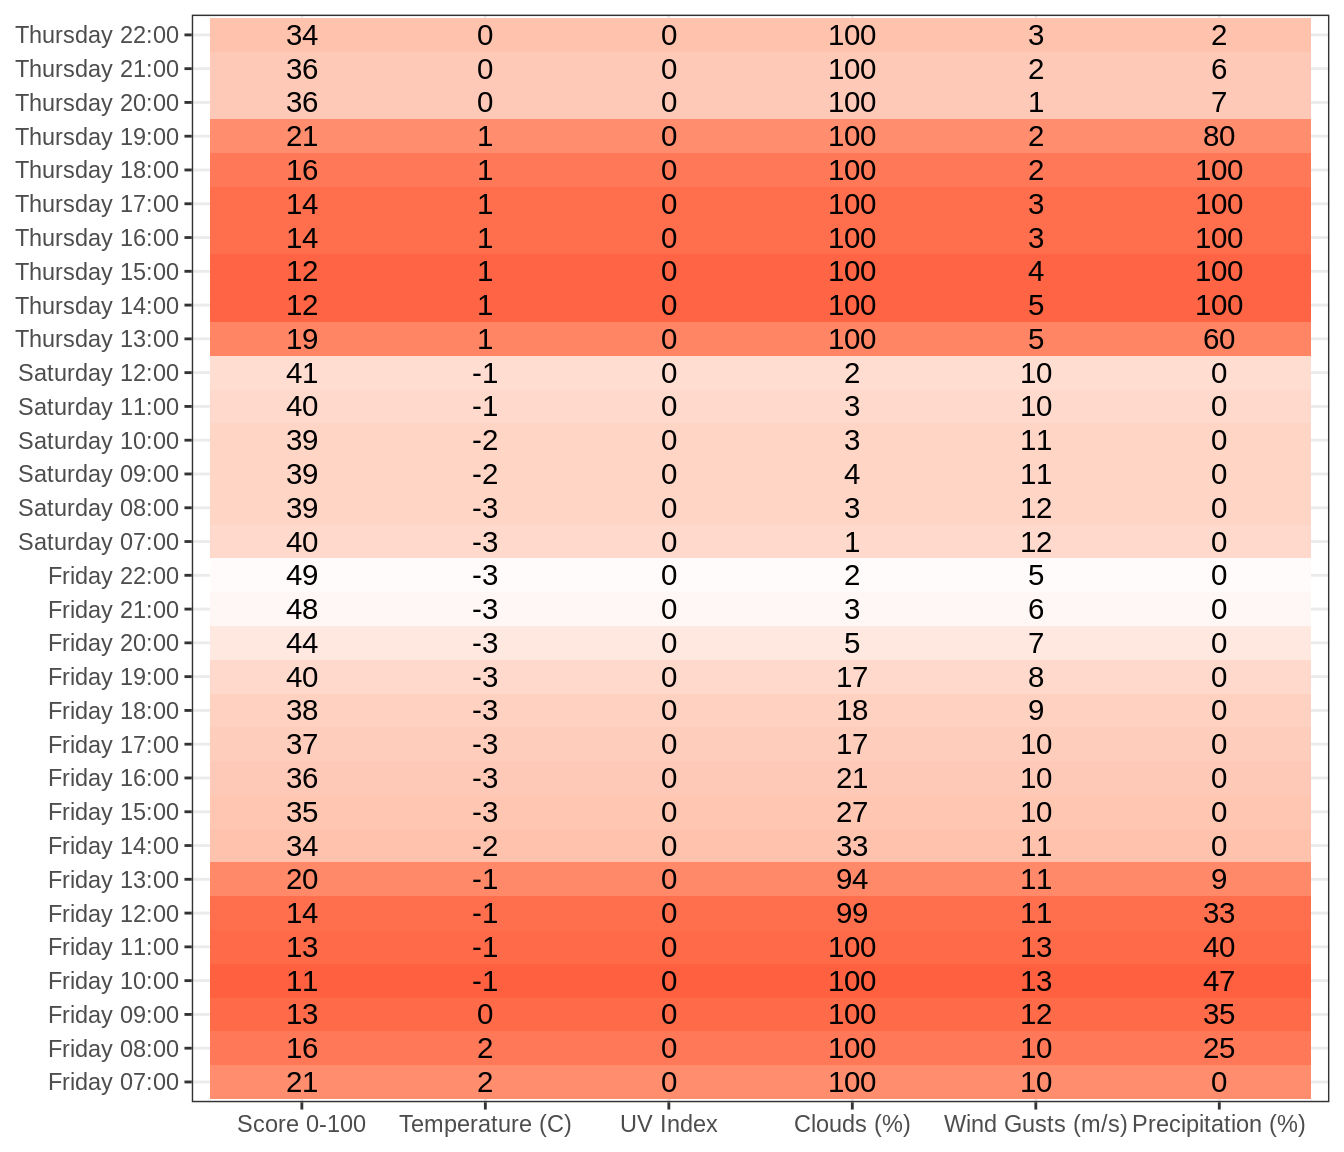 Thursday 22:00 34 0 0 100 3 2
Thursday 21:00 36 0 0 100 2 6
Thursday 20:00 36 0 0 100 1 7
Thursday 19:00 21 1 0 100 2 80
Thursday 18:00 16 1 0 100 2 100
Thursday 17:00 14 1 0 100 3 100
Thursday 16:00 14 1 0 100 3 100
Thursday 15:00 12 1 0 100 4 100
Thursday 14:00 12 1 0 100 5 100
Thursday 13:00 19 1 0 100 5 60
Saturday 12:00 41 -1 0 2 10 0
Saturday 11:00 40 -1 0 3 10 0
Saturday 10:00 39 -2 0 3 11 0
Saturday 09:00 39 -2 0 4 11 0
Saturday 08:00 39 -3 0 3 12 0
Saturday 07:00 40 -3 0 1 12 0
Friday 22:00 49 -3 0 2 5 0
Friday 21:00 48 -3 0 3 6 0
Friday 20:00 44 -3 0 5 7 0
Friday 19:00 40 -3 0 17 8 0
Friday 18:00 38 -3 0 18 9 0
Friday 17:00 37 -3 0 17 10 0
Friday 16:00 36 -3 0 21 10 0
Friday 15:00 35 -3 0 27 10 0
Friday 14:00 34 -2 0 33 11 0
Friday 13:00 20 -1 0 94 11 9
Friday 12:00 14 -1 0 99 11 33
Friday 11:00 13 -1 0 100 13 40
Friday 10:00 11 -1 0 100 13 47
Friday 09:00 13 0 0 100 12 35
Friday 08:00 16 2 0 100 10 25
Friday 07:00 21 2 0 100 10 0
Score 0-100 Temperature (C) UV Index Clouds (%) Wind Gusts (m/s) Precipitation (%)